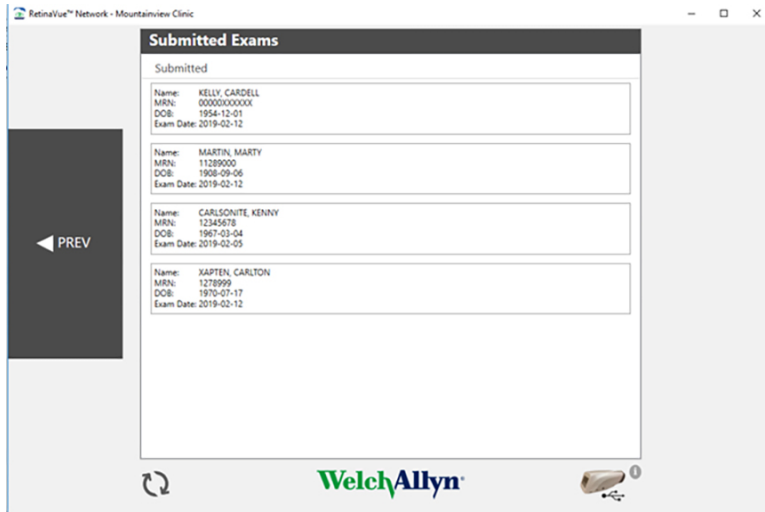 RetinaVue™ Network - Mountainview Clinic
Submitted Exams
Submitted
Name: KELLY, CARDELL
MRN: 00000XXXXXX
DOB: 1954-12-01
Exam Date: 2019-02-12
Name: MARTIN, MARTY
MRN: 11289000
DOB: 1908-09-06
Exam Date: 2019-02-12
Name: CARLSONITE, KENNY
MRN: 12345678
DOB: 1967-03-04
Exam Date: 2019-02-05
Name: XAPTEN, CARLTON
MRN: 1278999
DOB: 1970-07-17
Exam Date: 2019-02-12
PREV
WelchAllyn®